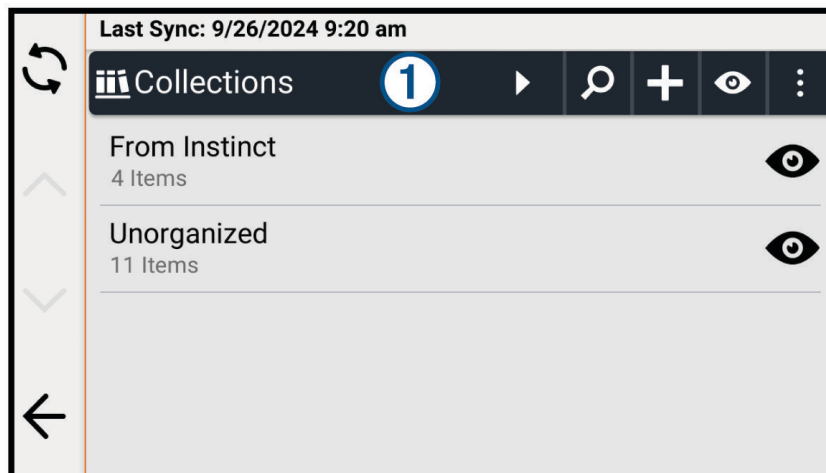 Last Sync: 9/26/2024 9:20 am
Collections 1
From Instinct
4 Items
Unorganized
11 Items